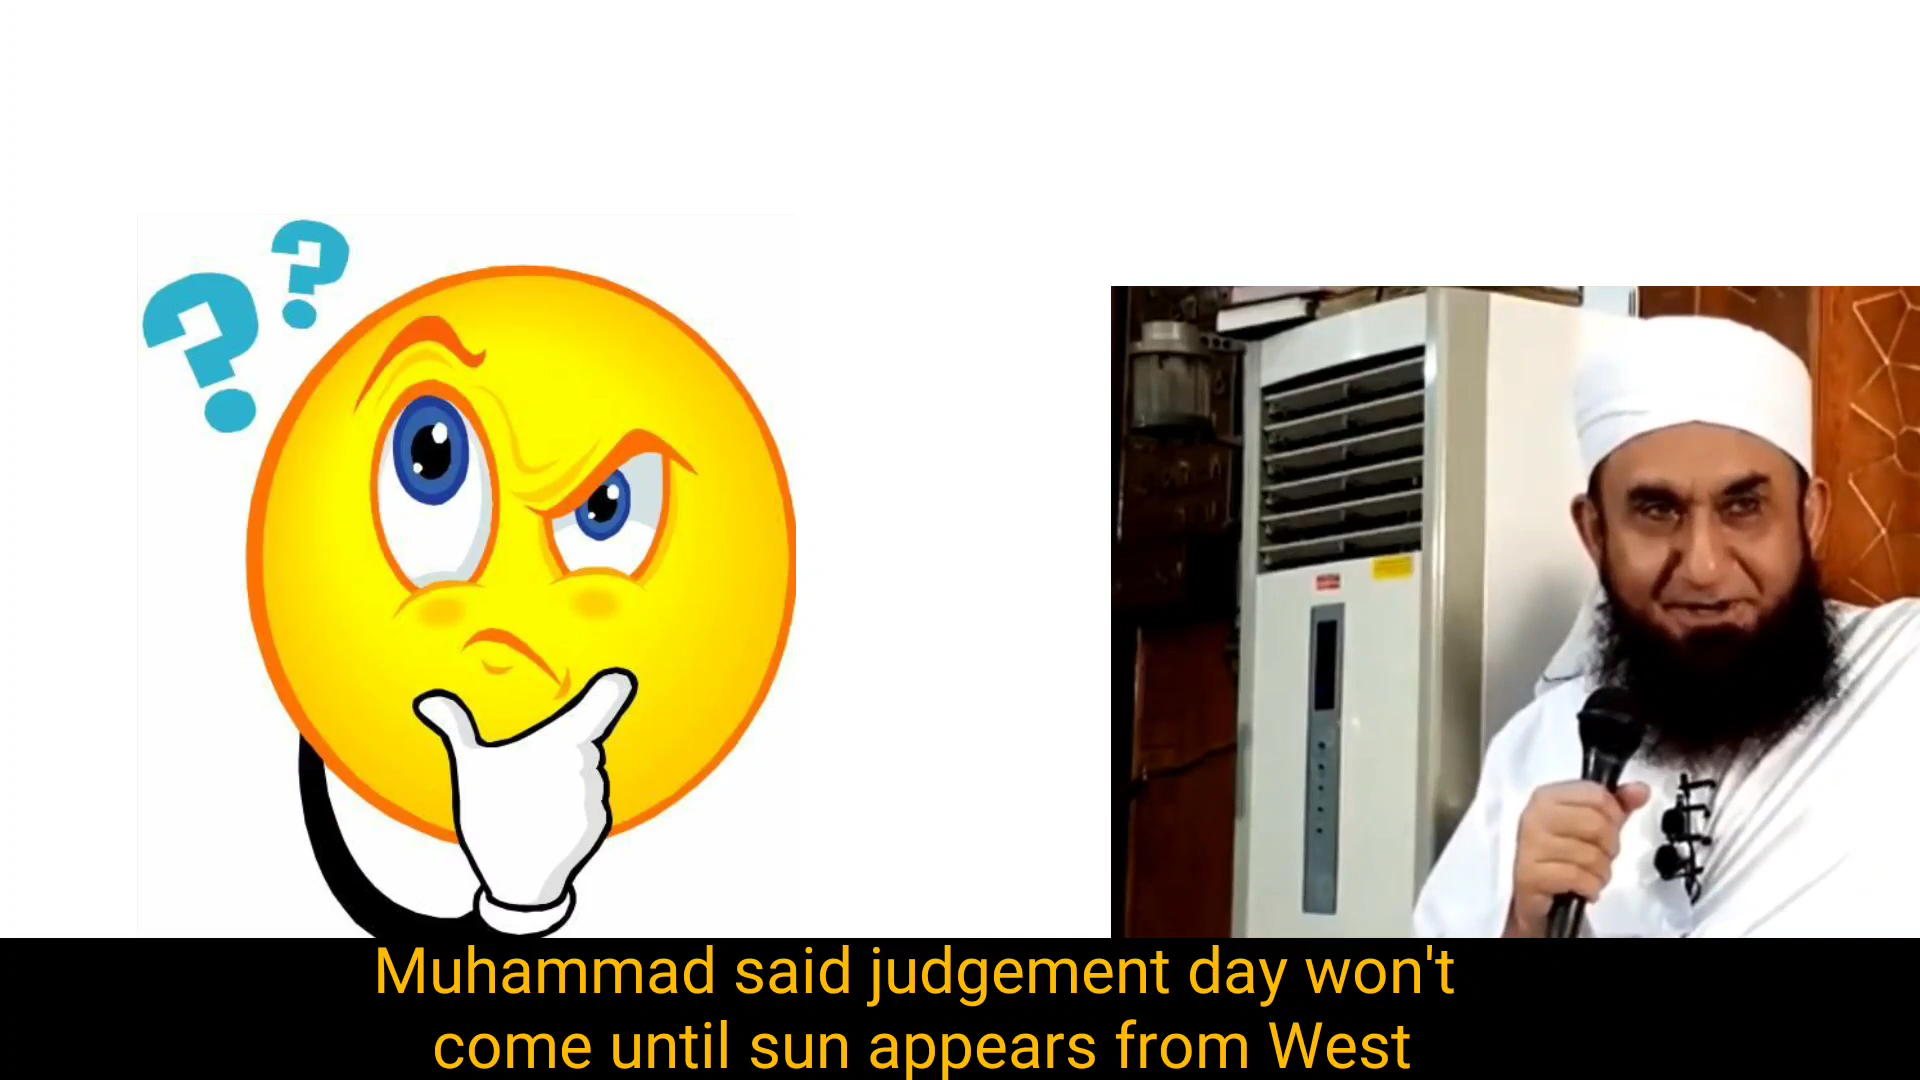 ? ?
Muhammad said judgement day won't
come until sun appears from West